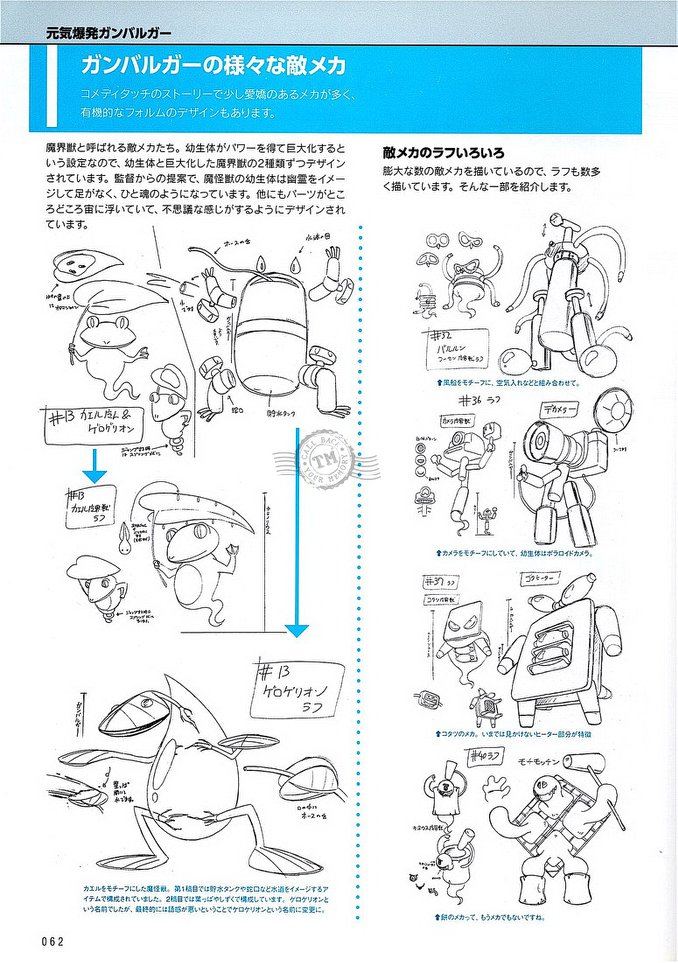 元気爆発ガンバルガー
ガンバルガーの様々な敵メカ
コメディタッチのストーリーで少し愛嬌のあるメカが多く、
有機的なフォルムのデザインもあります。
魔界獣と呼ばれる敵メカたち。幼生体がパワーを得て巨大化すると
いう設定なので、幼生体と巨大化した魔界獣の2種類ずつデザイン
されています。監督からの提案で、魔怪獣の幼生体は幽霊をイメー
ジして足がなく、ひと魂のようになっています。他にもパーツがとこ
ろどころ宙に浮いていて、不思議な感じがするようにデザインされ
ています。
ホースの舌
水滴の目
蛇口
貯水タンク
#13 カエルだん&
ゲロゲリオン
#13
ラフ
#13
ゲロゲリオン
ラフ
ガンバルガー
カエルをモチーフにした魔怪獣。第1稿目では貯水タンクや蛇口など水道をイメージするア
イテムで構成されていました。2稿目では葉っぱやしずくで構成しています。ゲロゲリオンと
いう名前でしたが、最終的には語感が悪いということでケロケリオンという名前に変更に。
敵メカのラフいろいろ
膨大な数の敵メカを描いているので、ラフも数多
く描いています。そんな一部を紹介します。
#32
バルルン
⬆風船をモチーフに、空気入れなどと組み合わせて。
#36 ラフ
デカメラー
⬆カメラをモチーフにしていて、幼生体はポラロイドカメラ。
#37 ラフ
ゴタヒーター
⬆コタツのメカ。いまでは見かけないヒーター部分が特徴
#40ラフ
モチモッチン
⬆餅のメカって、もうメカでもないですね。
CALL BACK
TM
YOUR MEMORY
062